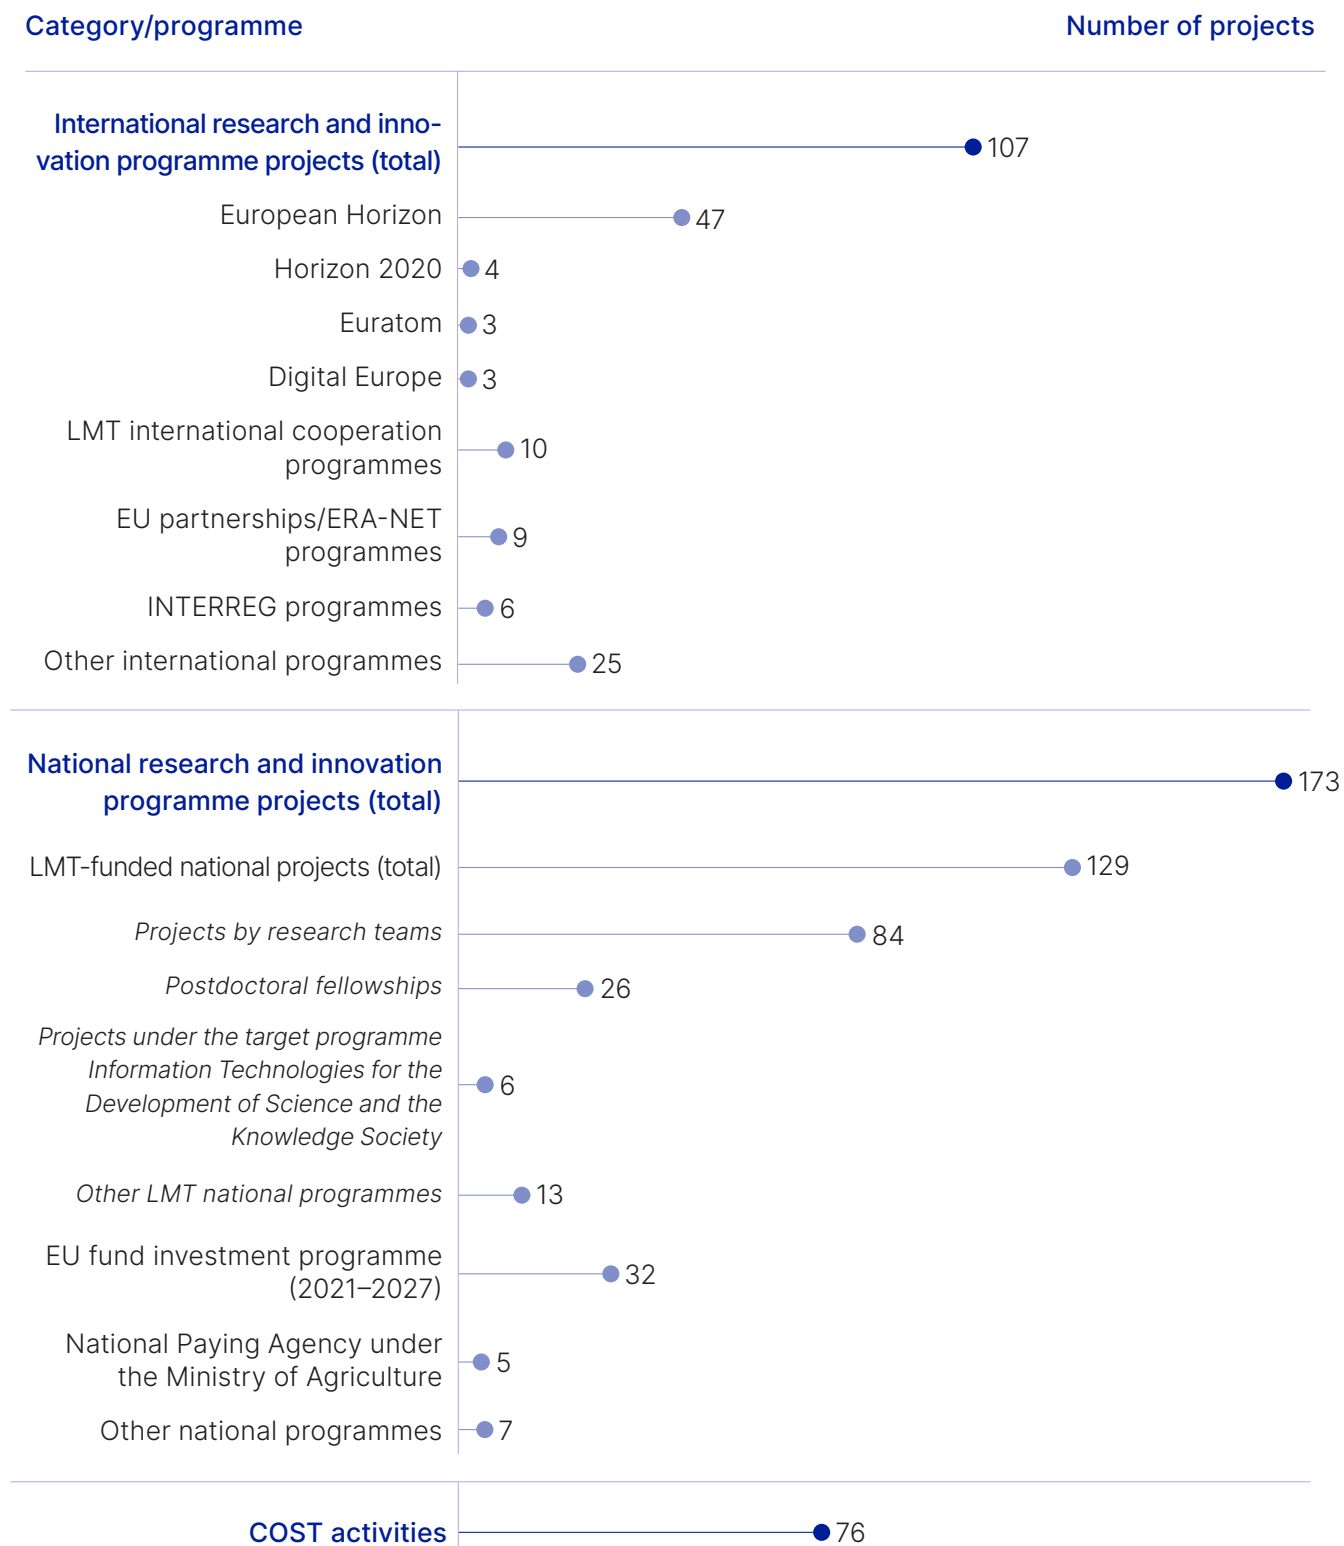 Category/programme Number of projects
International research and inno-
vation programme projects (total) 107
European Horizon 47
Horizon 2020 4
Euratom 3
Digital Europe 3
LMT international cooperation
programmes 10
EU partnerships/ERA-NET
programmes 9
INTERREG programmes 6
Other international programmes 25
National research and innovation
programme projects (total) 173
LMT-funded national projects (total) 129
Projects by research teams 84
Postdoctoral fellowships 26
Projects under the target programme
Information Technologies for the
Development of Science and the
Knowledge Society 6
Other LMT national programmes 13
EU fund investment programme
(2021–2027) 32
National Paying Agency under
the Ministry of Agriculture 5
Other national programmes 7
COST activities 76